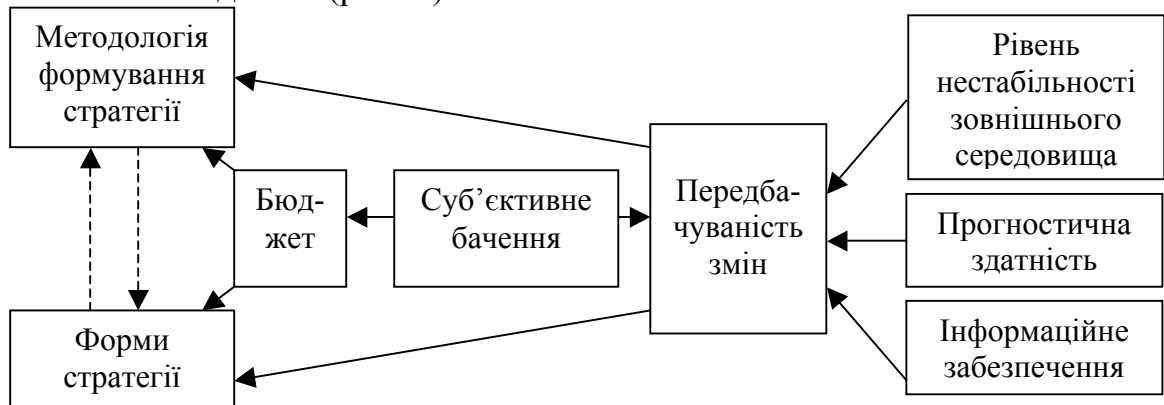 Методологія
формування
стратегії
Бюд-
жет
Суб’єктивне
бачення
Передба-
чуваність
змін
Рівень
нестабільності
зовнішнього
середовища
Прогностична
здатність
Інформаційне
забезпечення
Форми
стратегії